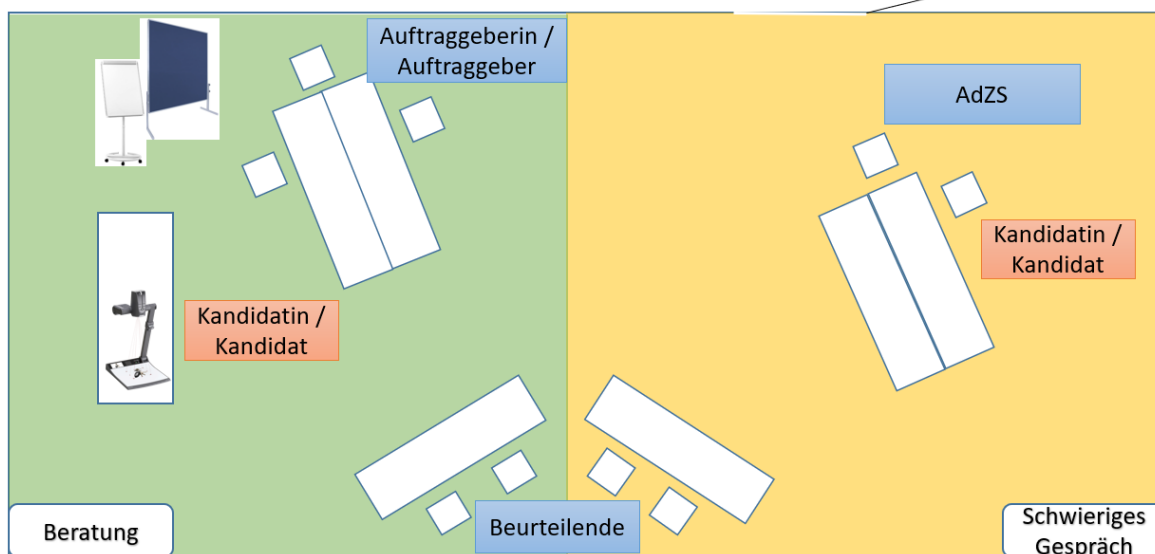 Auftraggeberin /
Auftraggeber
AdZS
Kandidatin /
Kandidat
Kandidatin /
Kandidat
Beratung
Beurteilende
Schwieriges
Gespräch